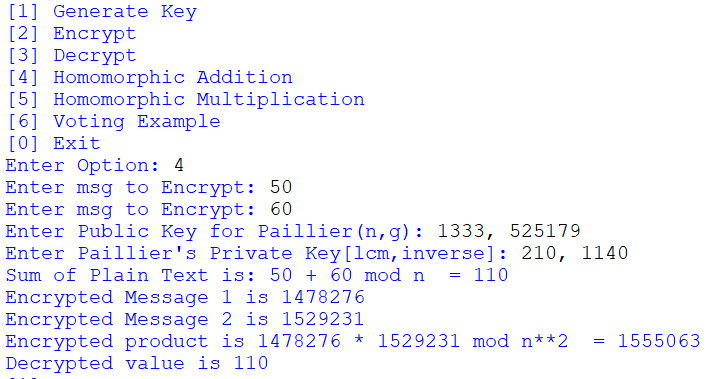 [1] Generate Key
[2] Encrypt
[3] Decrypt
[4] Homomorphic Addition
[5] Homomorphic Multiplication
[6] Voting Example
[0] Exit
Enter Option: 4
Enter msg to Encrypt: 50
Enter msg to Encrypt: 60
Enter Public Key for Paillier(n,g): 1333, 525179
Enter Paillier's Private Key[lcm,inverse]: 210, 1140
Sum of Plain Text is: 50 + 60 mod n  = 110
Encrypted Message 1 is 1478276
Encrypted Message 2 is 1529231
Encrypted product is 1478276 * 1529231 mod n**2  = 1555063
Decrypted value is 110